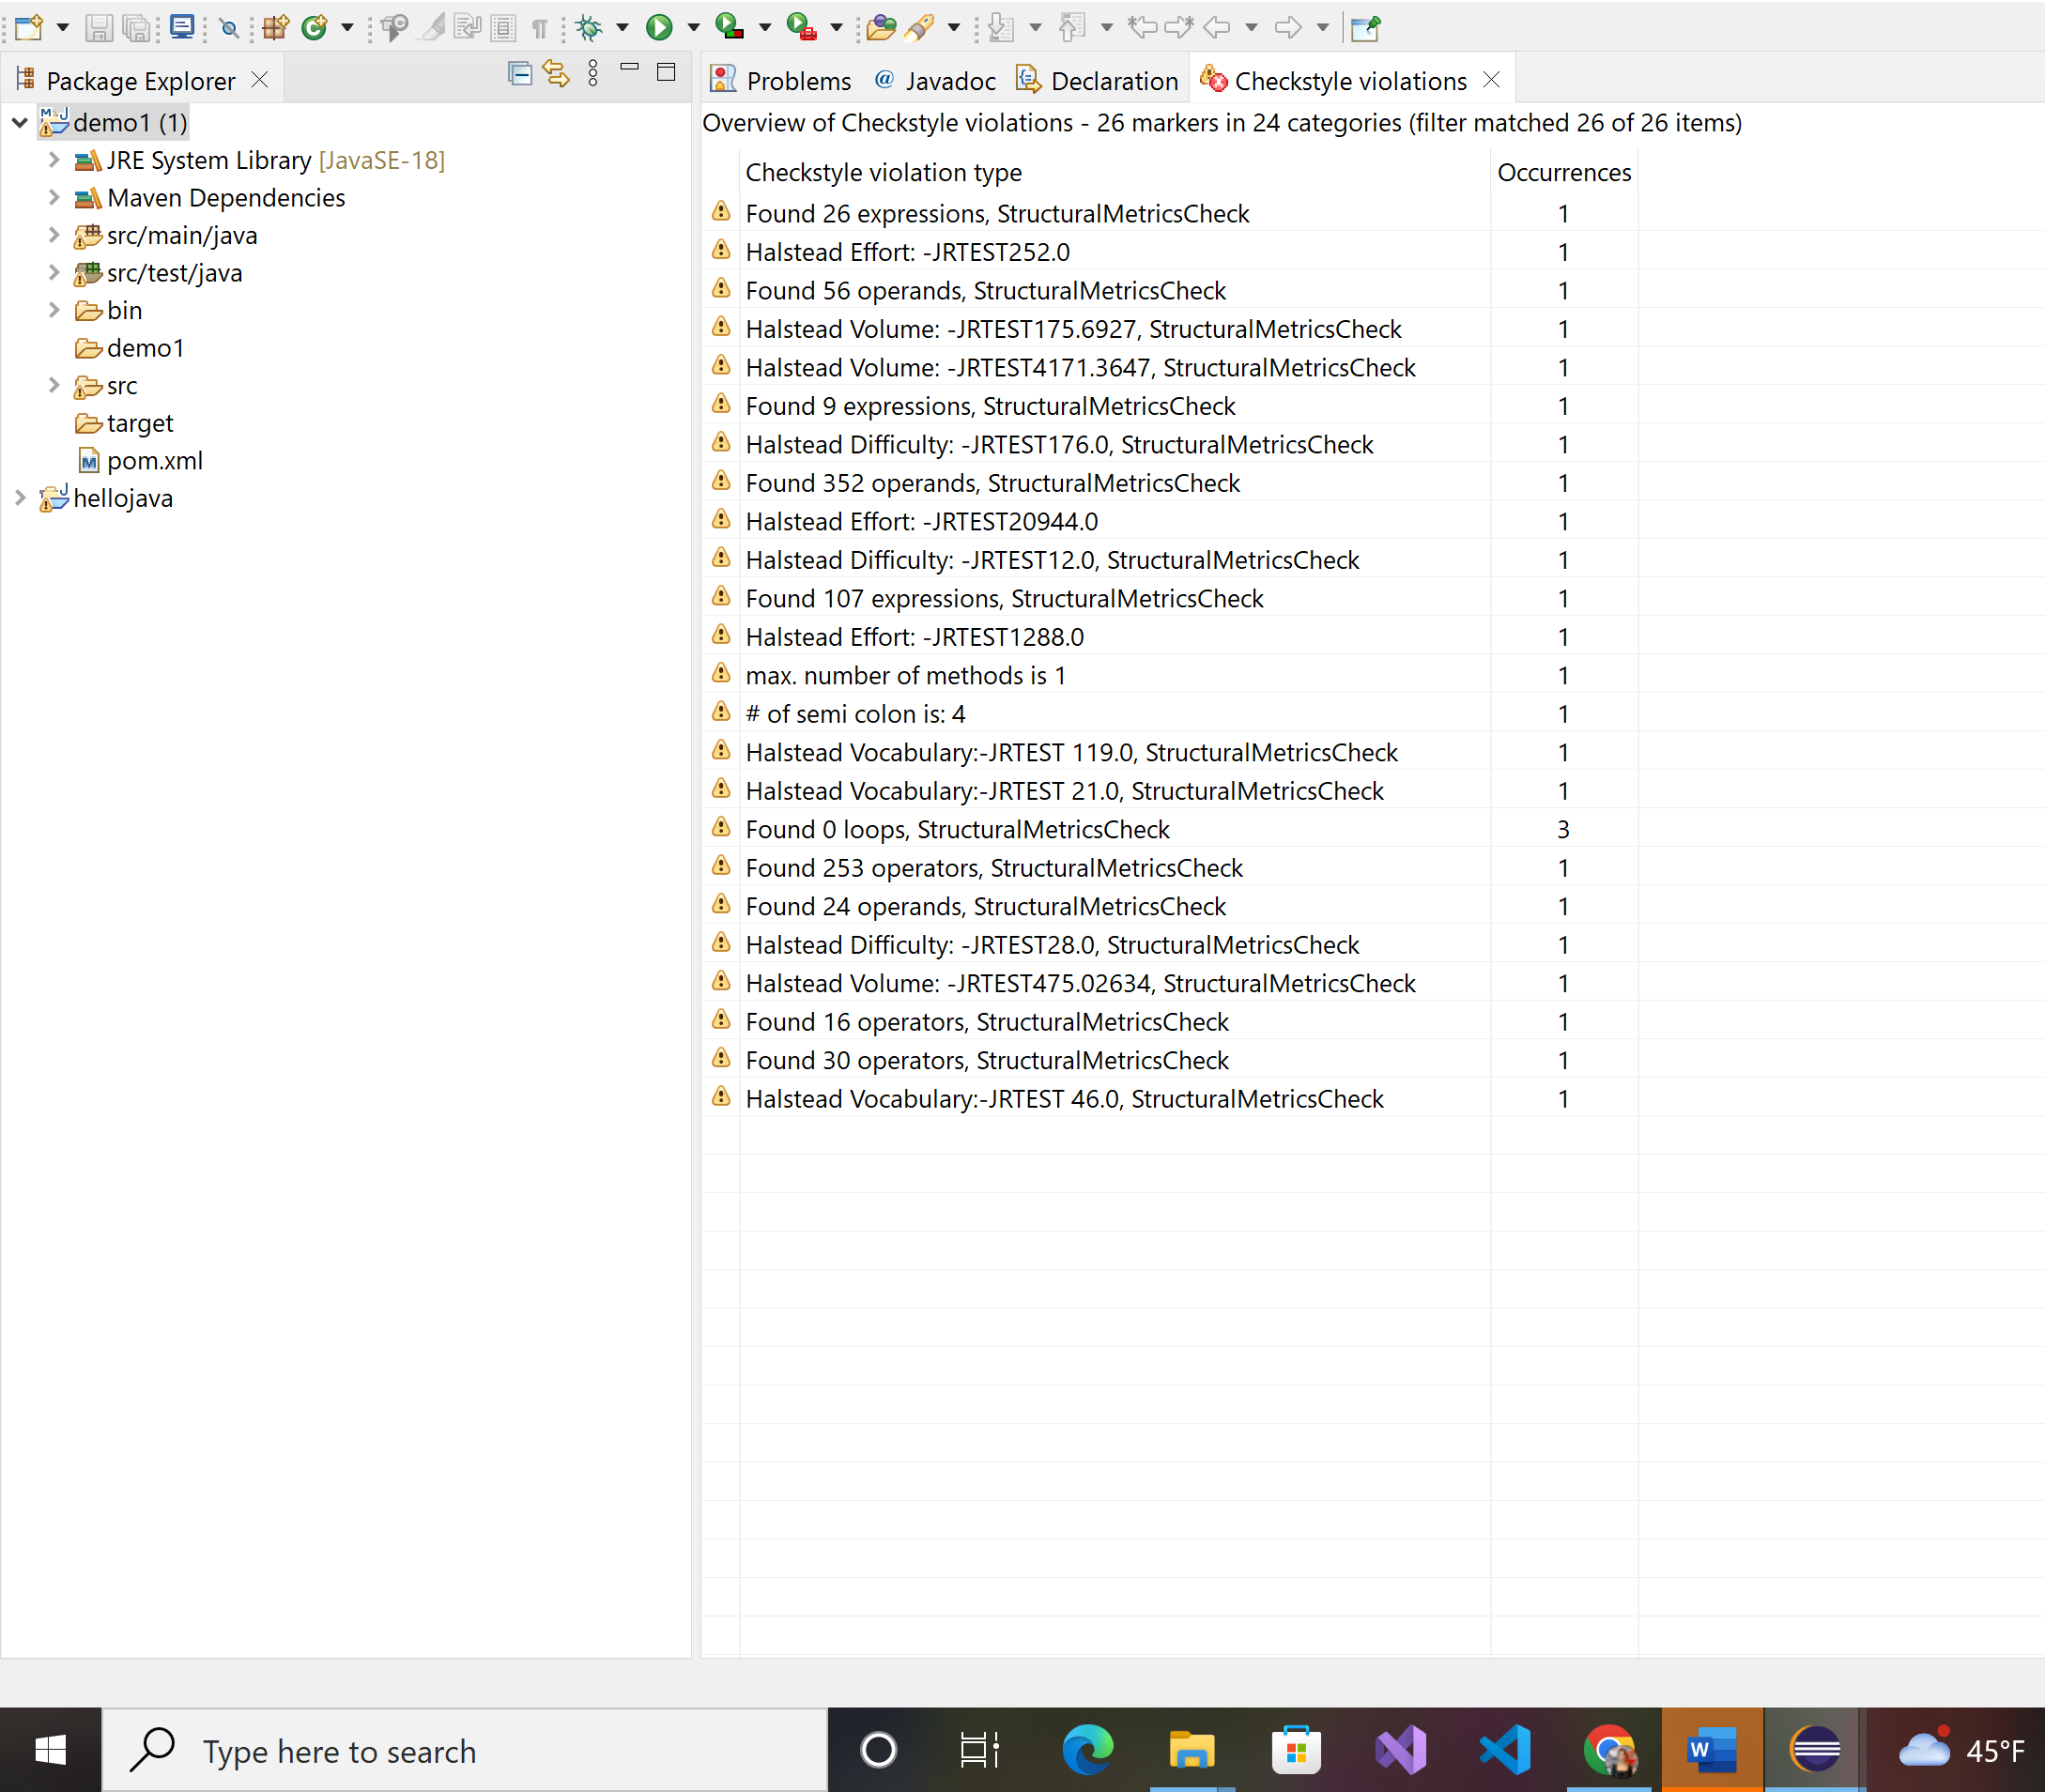 Package Explorer
demo1 (1)
JRE System Library [JavaSE-18]
Maven Dependencies
src/main/java
src/test/java
bin
demo1
src
target
pom.xml
hellojava
Problems
Javadoc
Declaration
Checkstyle violations
Overview of Checkstyle violations - 26 markers in 24 categories (filter matched 26 of 26 items)
Checkstyle violation type Occurrences
Found 26 expressions, StructuralMetricsCheck 1
Halstead Effort: -JRTEST252.0 1
Found 56 operands, StructuralMetricsCheck 1
Halstead Volume: -JRTEST175.6927, StructuralMetricsCheck 1
Halstead Volume: -JRTEST4171.3647, StructuralMetricsCheck 1
Found 9 expressions, StructuralMetricsCheck 1
Halstead Difficulty: -JRTEST176.0, StructuralMetricsCheck 1
Found 352 operands, StructuralMetricsCheck 1
Halstead Effort: -JRTEST20944.0 1
Halstead Difficulty: -JRTEST12.0, StructuralMetricsCheck 1
Found 107 expressions, StructuralMetricsCheck 1
Halstead Effort: -JRTEST1288.0 1
max. number of methods is 1 1
# of semi colon is: 4 1
Halstead Vocabulary:-JRTEST 119.0, StructuralMetricsCheck 1
Halstead Vocabulary:-JRTEST 21.0, StructuralMetricsCheck 1
Found 0 loops, StructuralMetricsCheck 3
Found 253 operators, StructuralMetricsCheck 1
Found 24 operands, StructuralMetricsCheck 1
Halstead Difficulty: -JRTEST28.0, StructuralMetricsCheck 1
Halstead Volume: -JRTEST475.02634, StructuralMetricsCheck 1
Found 16 operators, StructuralMetricsCheck 1
Found 30 operators, StructuralMetricsCheck 1
Halstead Vocabulary:-JRTEST 46.0, StructuralMetricsCheck 1
Type here to search
45°F